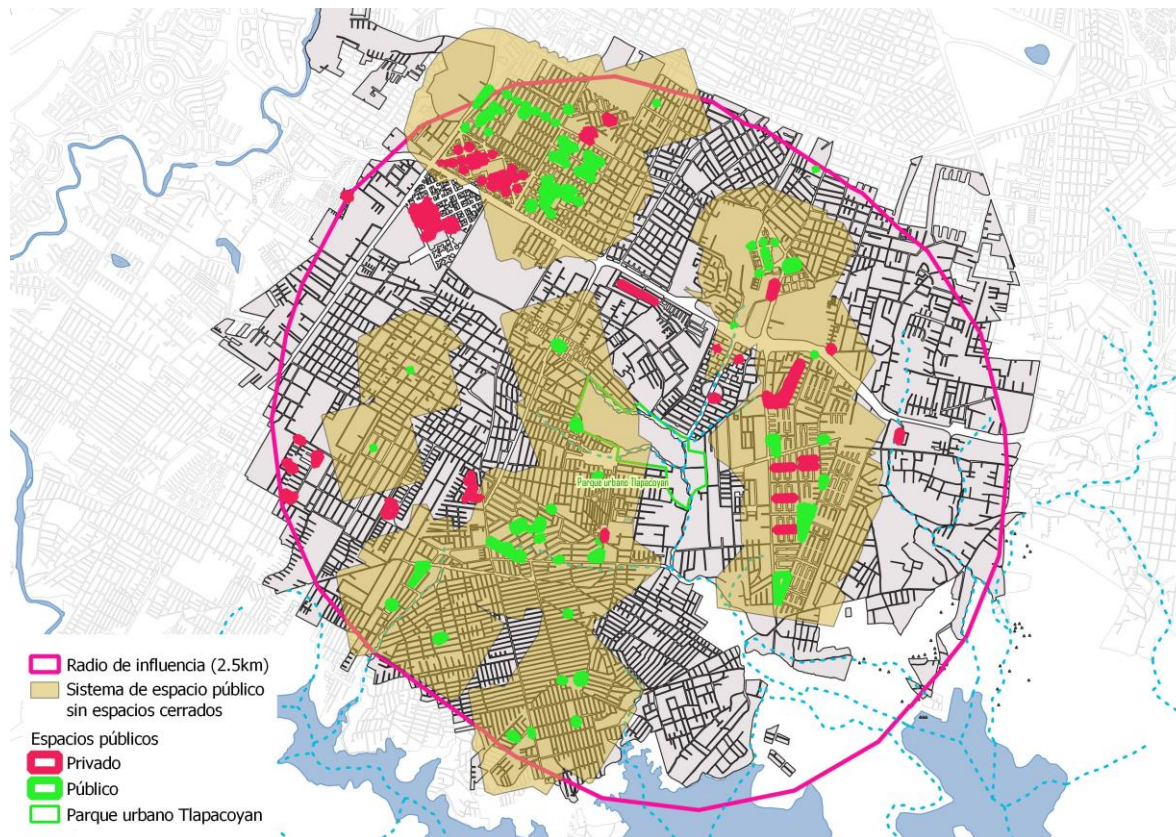 Parque urbano Tlapacoyan
Radio de influencia (2.5km)
Sistema de espacio público
sin espacios cerrados
Espacios públicos
Privado
Público
Parque urbano Tlapacoyan